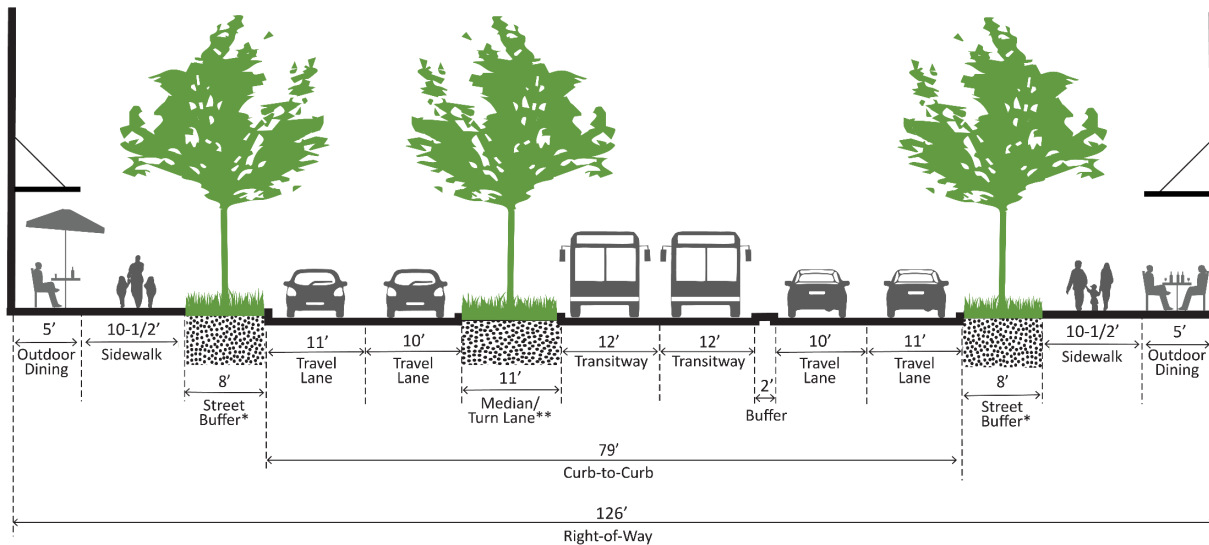 5’
Outdoor
Dining
10-1/2’
Sidewalk
8’
Street
Buffer*
11’
Travel
Lane
10’
Travel
Lane
11’
Median/
Turn Lane**
12’
Transitway
12’
Transitway
2’
Buffer
10’
Travel
Lane
11’
Travel
Lane
8’
Street
Buffer*
10-1/2’
Sidewalk
5’
Outdoor
Dining
79’
Curb-to-Curb
126’
Right-of-Way